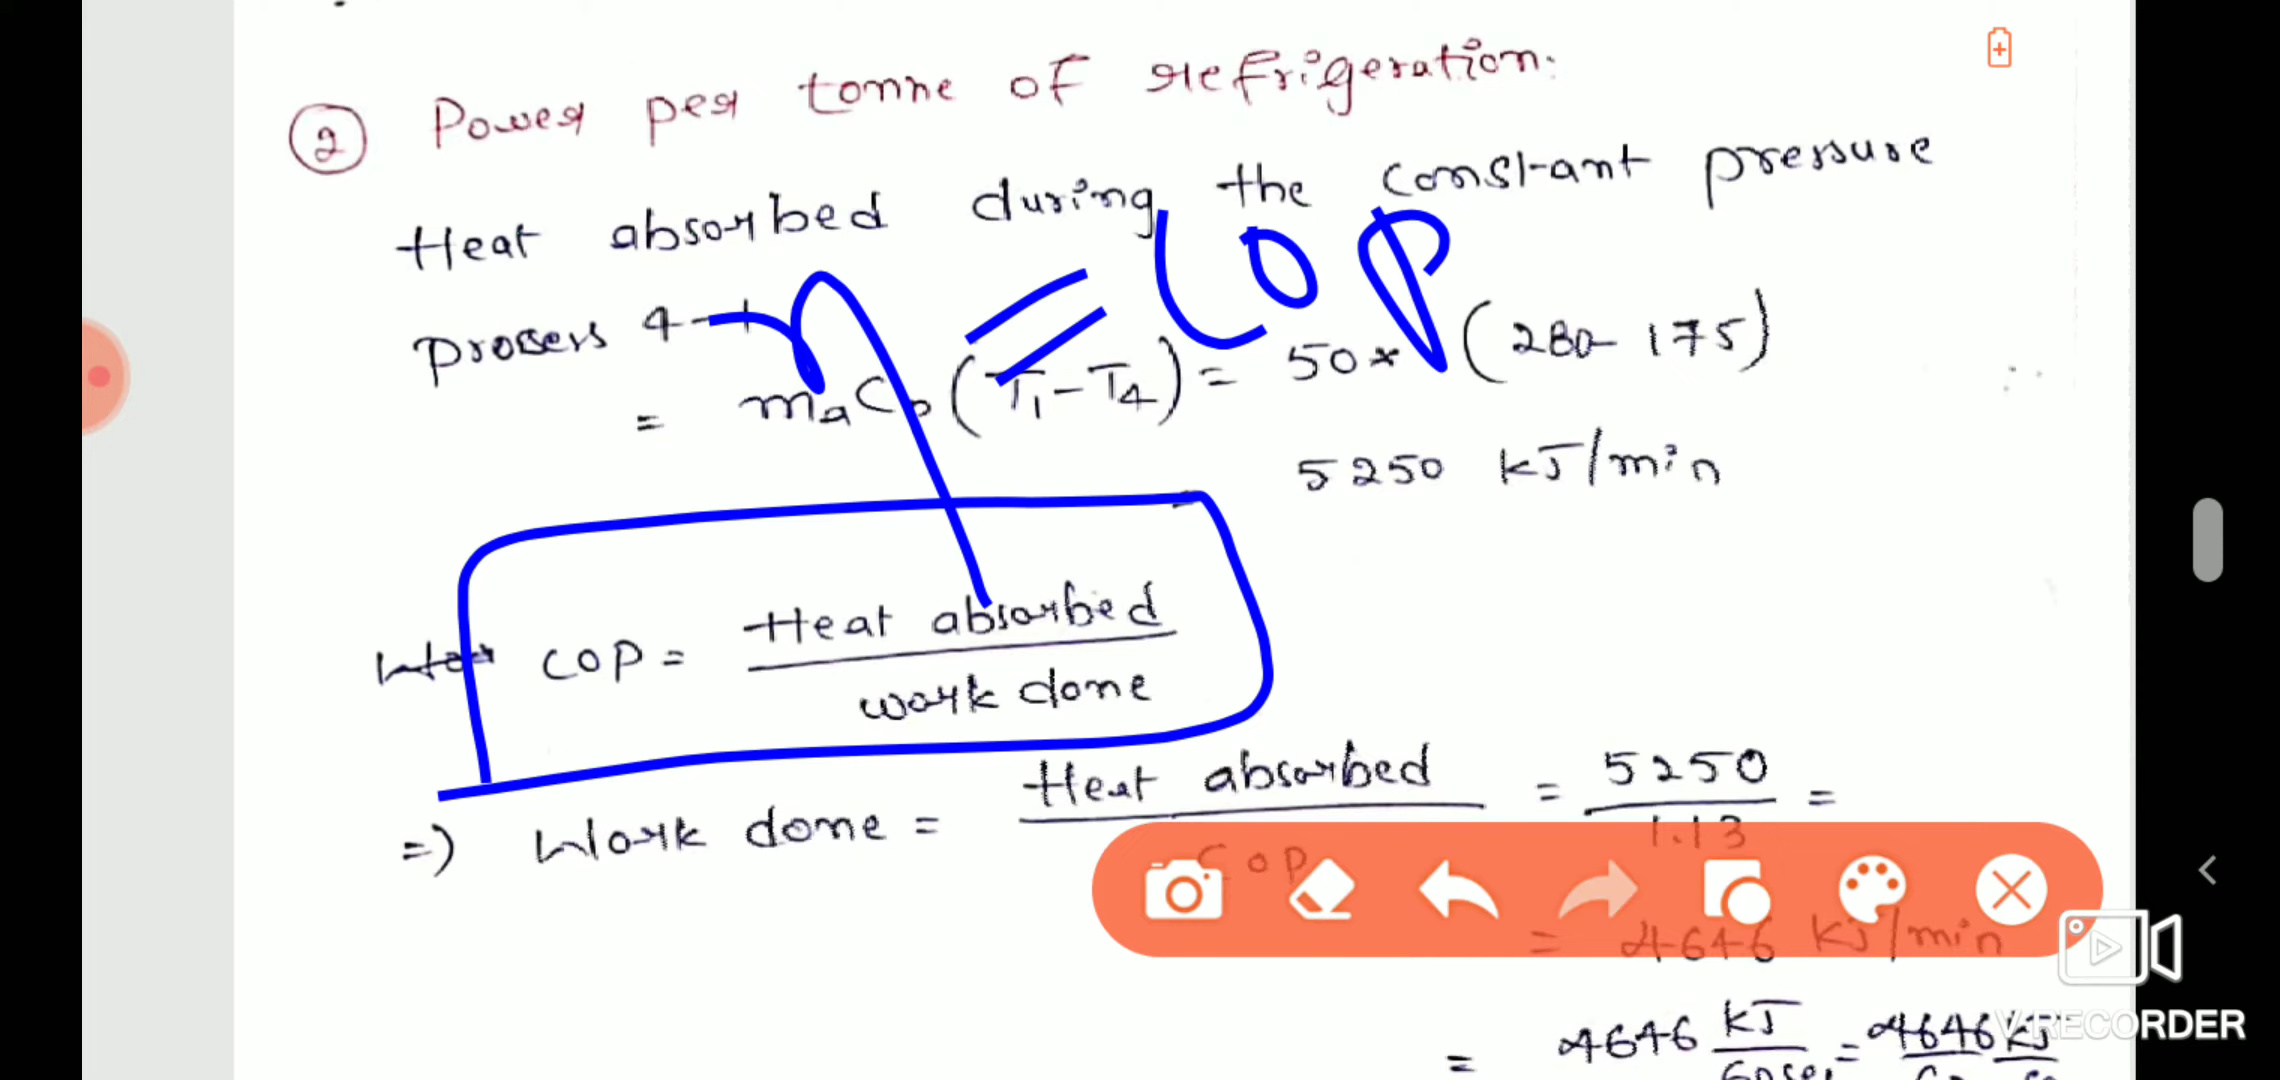 ② Power per tonne of refrigeration.
Heat absorbed during the constant pressure
process 4-1
= COP
= maCp (T1-T4) = 50 × (280-175)
5250 kJ/min
COP = Heat absorbed
work done
=) Work done = Heat absorbed = 5250 =
COP 1.13
= 4646 KJ/min
= 4646 kJ = 4646 kJ
60 sec
V RECORDER